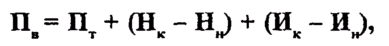 Пв = Пт + (Нк – Нн) + (Ик – Ин),